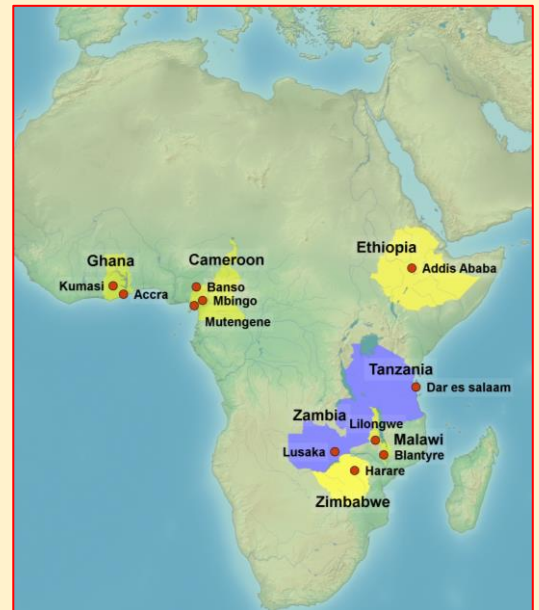 Ethiopia
Ghana
Cameroon
Addis Ababa
Kumasi
Banso
Accra
Mbingo
Mutengene
Tanzania
Dar es salaam
Zambia
Lilongwe
Malawi
Lusaka
Blantyre
Harare
Zimbabwe